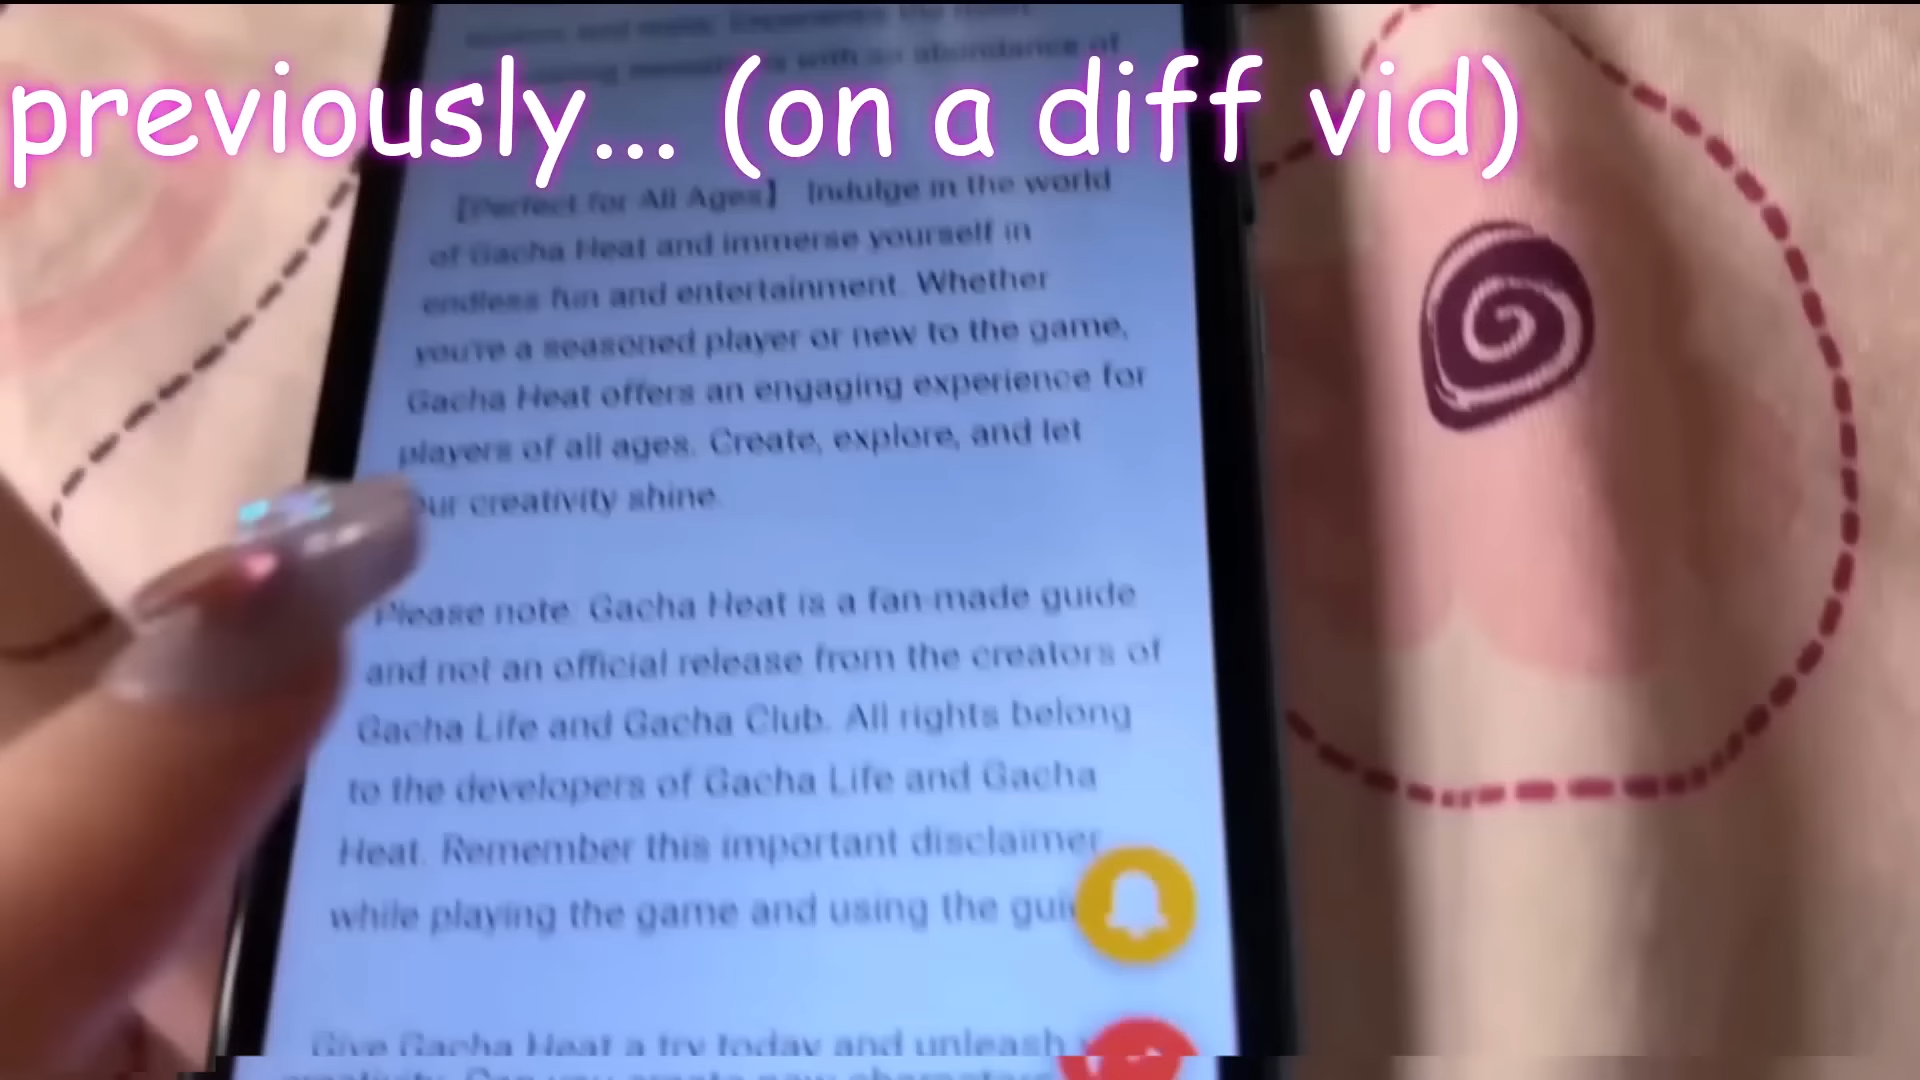 with an abundance of
previously... (on a diff vid)
【Perfect for All Ages】 Indulge in the world
of Gacha Heat and immerse yourself in
endless fun and entertainment. Whether
you're a seasoned player or new to the game,
Gacha Heat offers an engaging experience for
players of all ages. Create, explore, and let
creativity shine.
Please note: Gacha Heat is a fan-made guide
and not an official release from the creators of
Gacha Life and Gacha Club. All rights belong
to the developers of Gacha Life and Gacha
Heat. Remember this important disclaimer
while playing the game and using the
Give Gacha Heat a try today and unleash